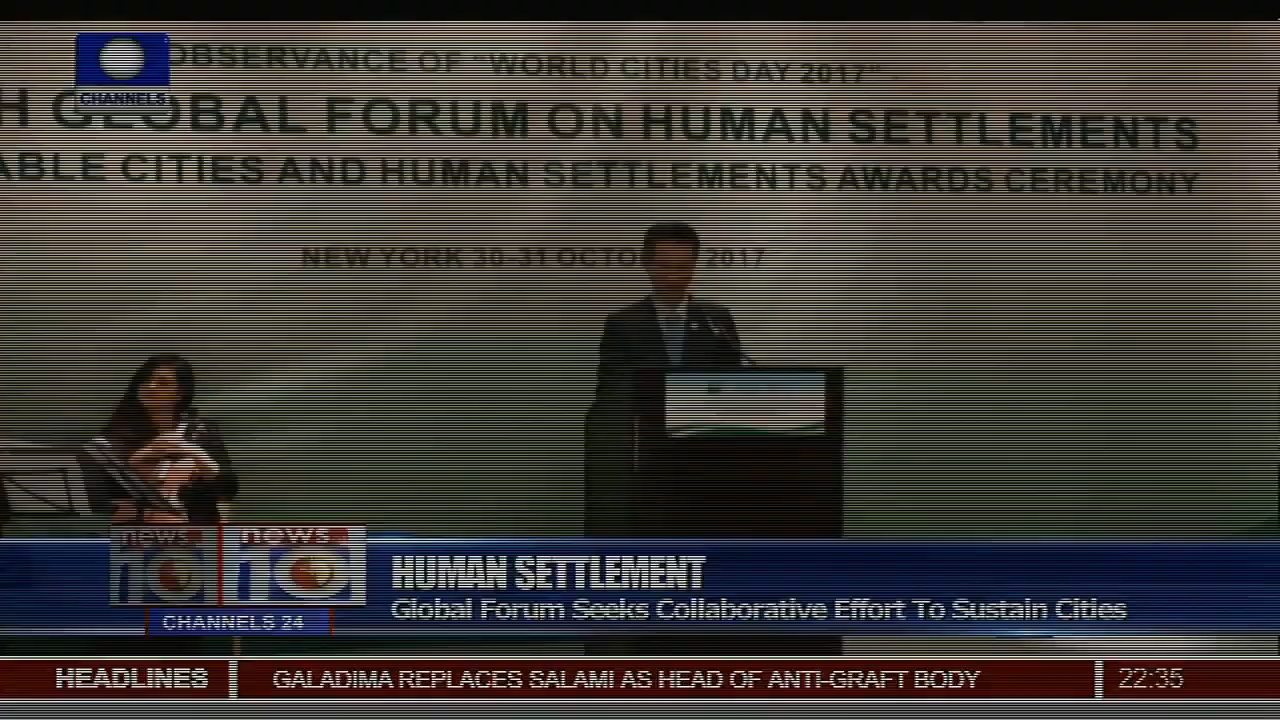 OBSERVANCE OF "WORLD CITIES DAY 2017"
CHANNELS
H GLOBAL FORUM ON HUMAN SETTLEMENTS
ABLE CITIES AND HUMAN SETTLEMENTS AWARDS CEREMONY
NEW YORK 30-31 OCTO 2017
news news
10 10
HUMAN SETTLEMENT
Global Forum Seeks Collaborative Effort To Sustain Cities
CHANNELS 24
HEADLINES GALADIMA REPLACES SALAMI AS HEAD OF ANTI-GRAFT BODY 22:35